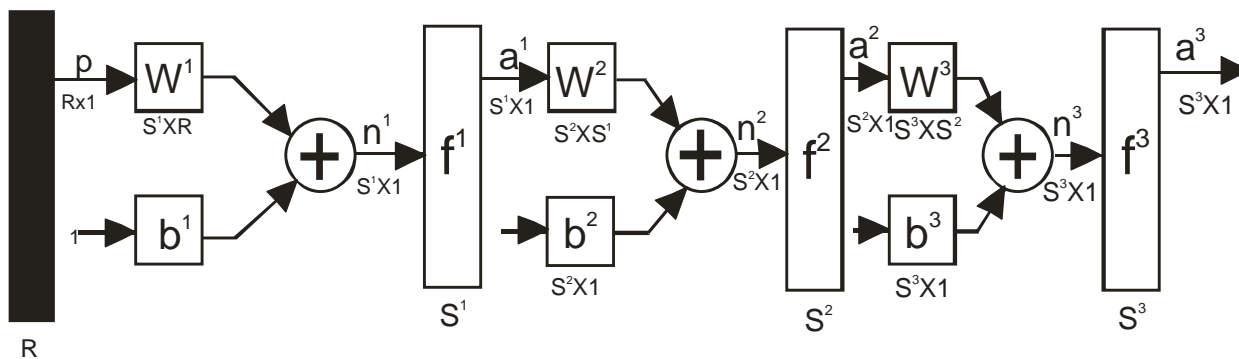 p
Rx1
W¹
S¹XR
1
b¹
+
n¹
S¹X1
f¹
S¹
a¹
S¹X1
W²
S²XS¹
b²
S²X1
+
n²
S²X1
f²
S²
a²
S²X1
W³
S³XS²
b³
S³X1
+
n³
S³X1
f³
S³
a³
S³X1
R